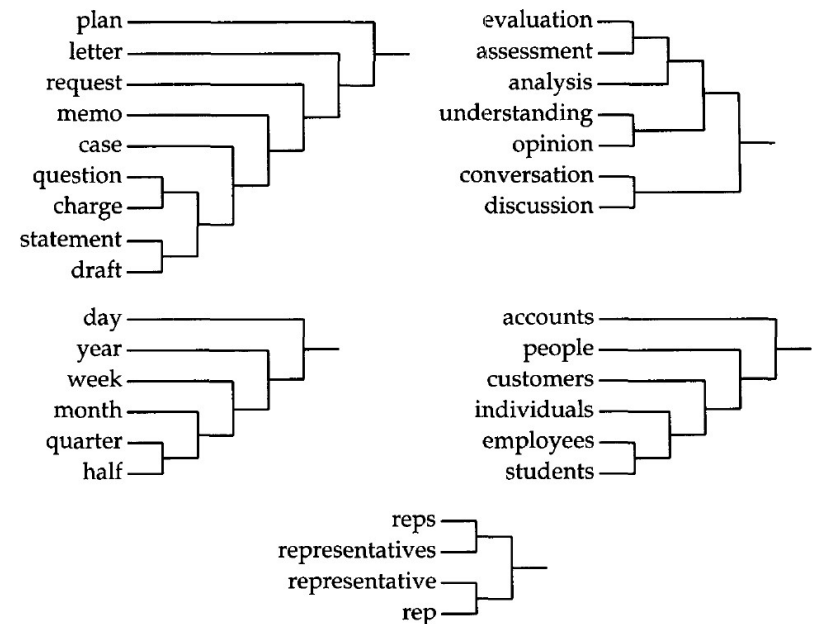 plan
letter
request
memo
case
question
charge
statement
draft
evaluation
assessment
analysis
understanding
opinion
conversation
discussion
day
year
week
month
quarter
half
accounts
people
customers
individuals
employees
students
reps
representatives
representative
rep